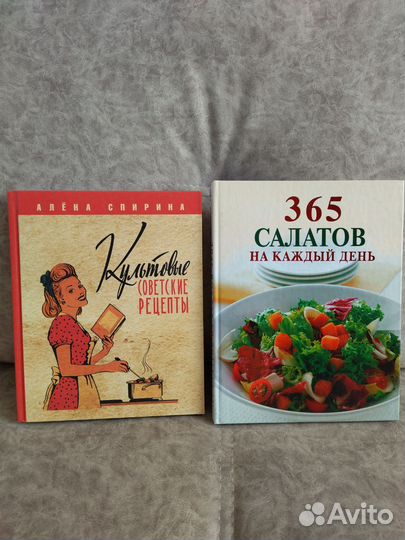 АЛЁНА СПИРИНА
Культовые
СОВЕТСКИЕ
РЕЦЕПТЫ
365
САЛАТОВ
НА КАЖДЫЙ ДЕНЬ
Avito